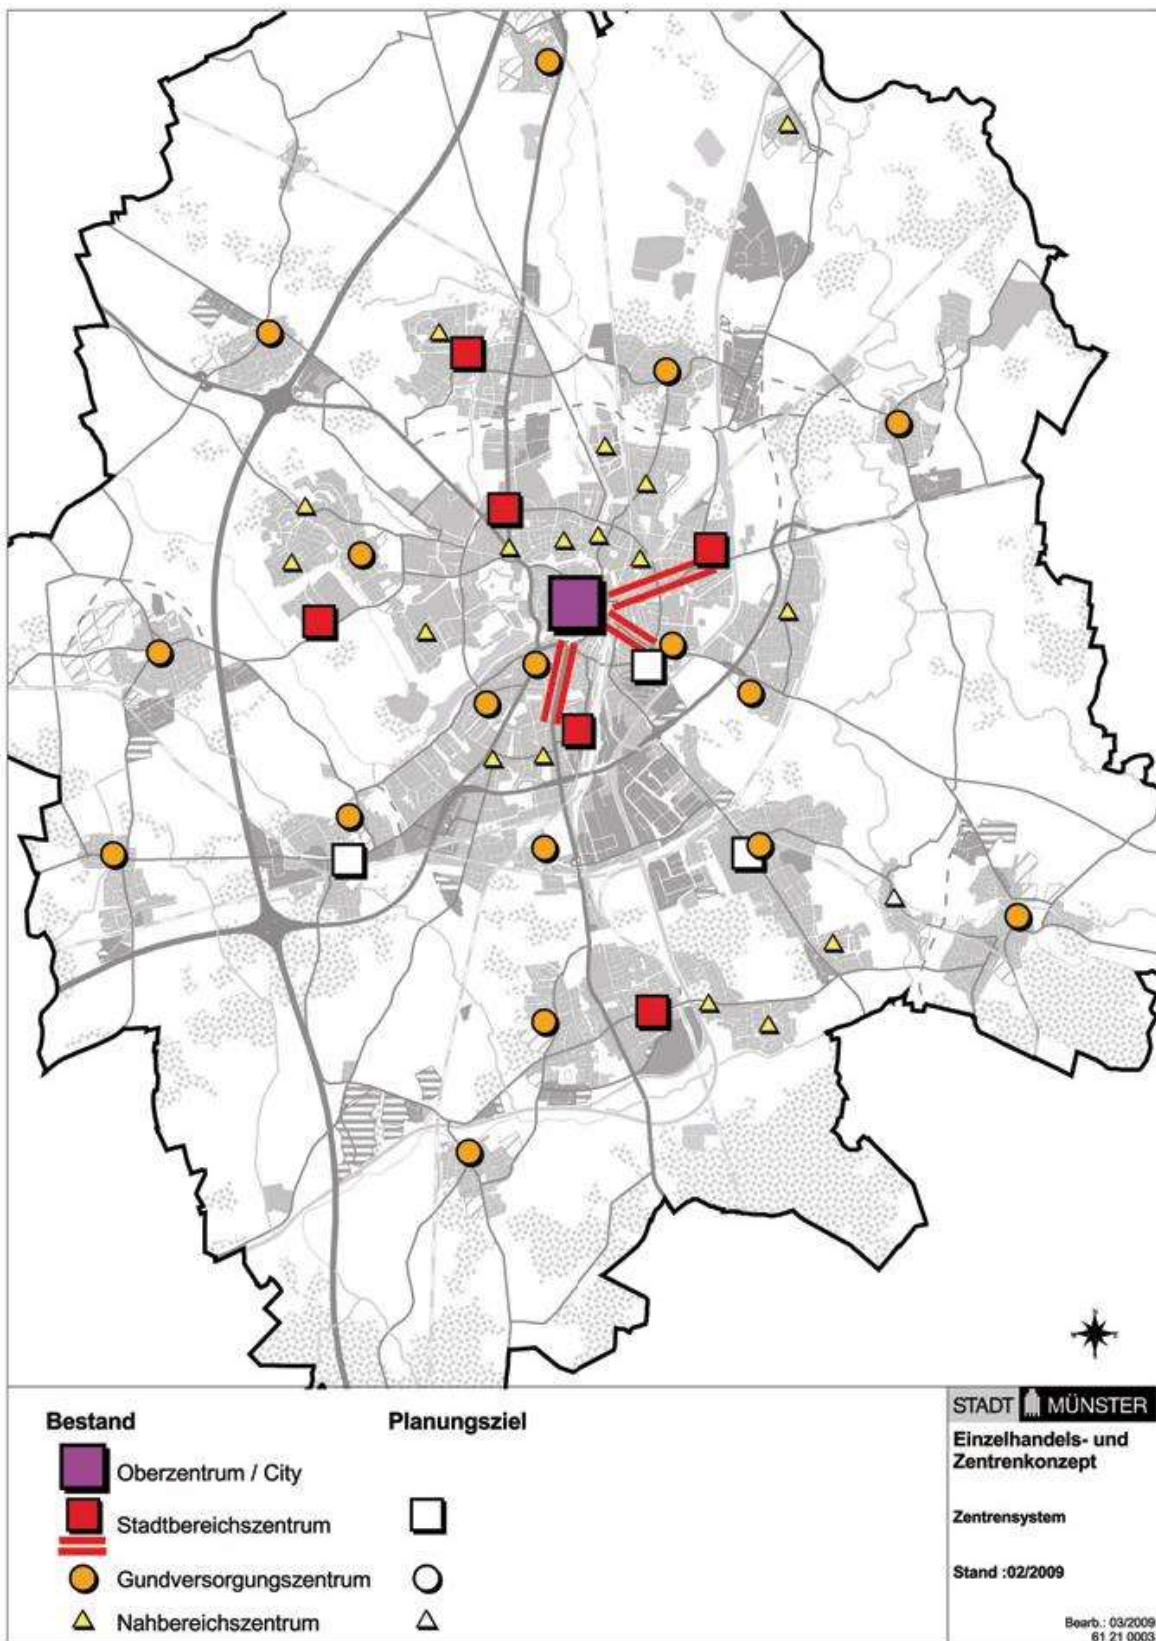 Bestand
Planungsziel
Oberzentrum / City
Stadtbereichszentrum
Gundversorgungszentrum
Nahbereichszentrum
STADT MÜNSTER
Einzelhandels- und
Zentrenkonzept
Zentrensystem
Stand :02/2009
Bearb.: 03/2009
61 21 0003